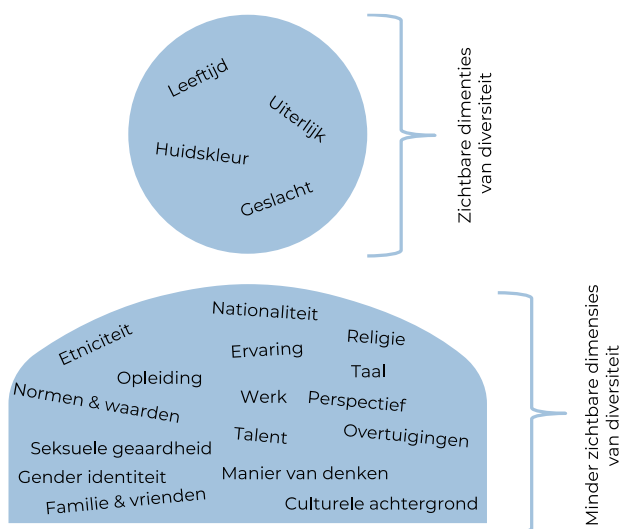 Leeftijd
Uiterlijk
Huidskleur
Geslacht
Zichtbare dimenties
van diversiteit
Nationaliteit
Etniciteit
Ervaring
Religie
Opleiding
Taal
Normen & waarden
Werk
Perspectief
Talent
Overtuigingen
Seksuele geaardheid
Gender identiteit
Manier van denken
Familie & vrienden
Culturele achtergrond
Minder zichtbare dimensies
van diversiteit